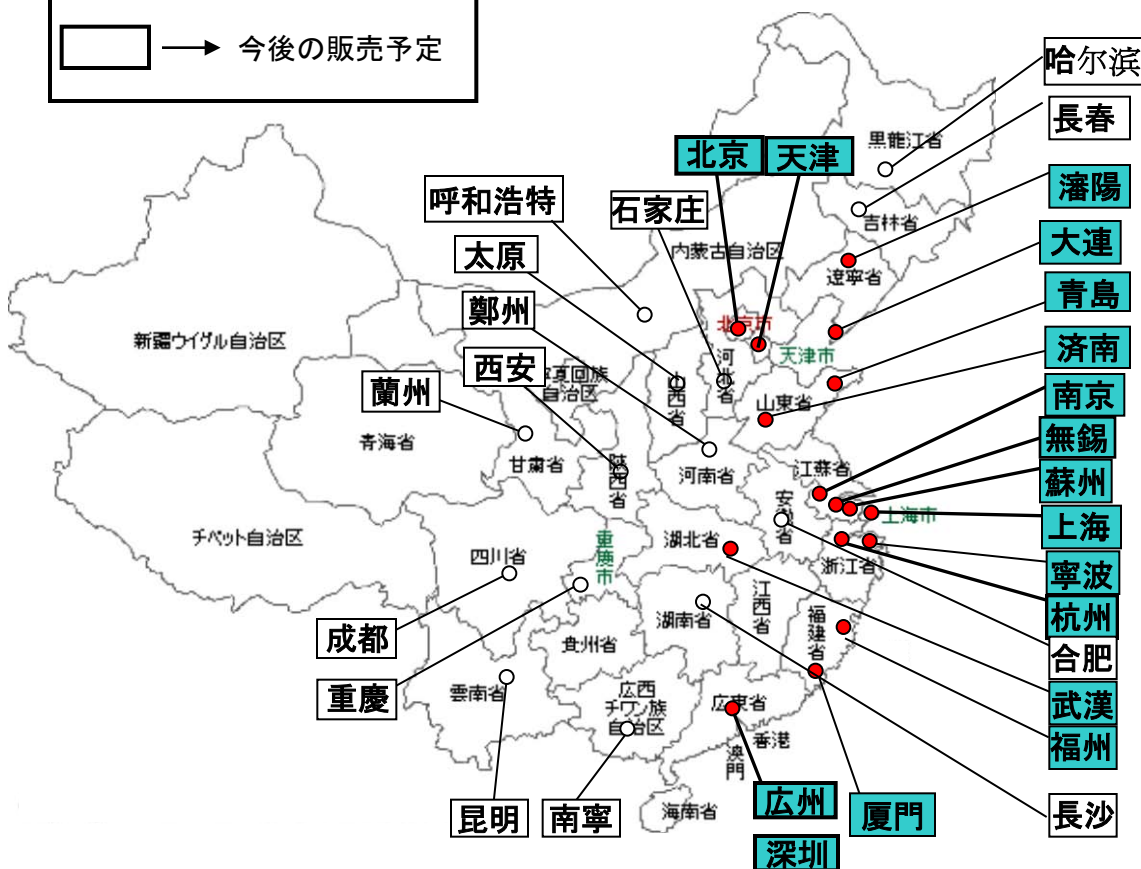 今後の販売予定
哈尔滨
長春
黒龍江省
北京
天津
瀋陽
呼和浩特
石家庄
吉林省
大連
太原
内蒙古自治区
遼寧省
青島
鄭州
北京市
天津市
済南
新疆ウイグル自治区
西安
河北省
山西省
寧夏回族
自治区
蘭州
山東省
南京
青海省
甘粛省
陝西省
河南省
江蘇省
無錫
蘇州
安徽省
上海市
上海
チベット自治区
四川省
重慶市
湖北省
浙江省
寧波
江西省
福建省
杭州
成都
貴州省
湖南省
合肥
重慶
雲南省
広西
チワン族
自治区
広東省
香港
澳門
武漢
福州
海南省
昆明
南寧
広州
厦門
長沙
深圳